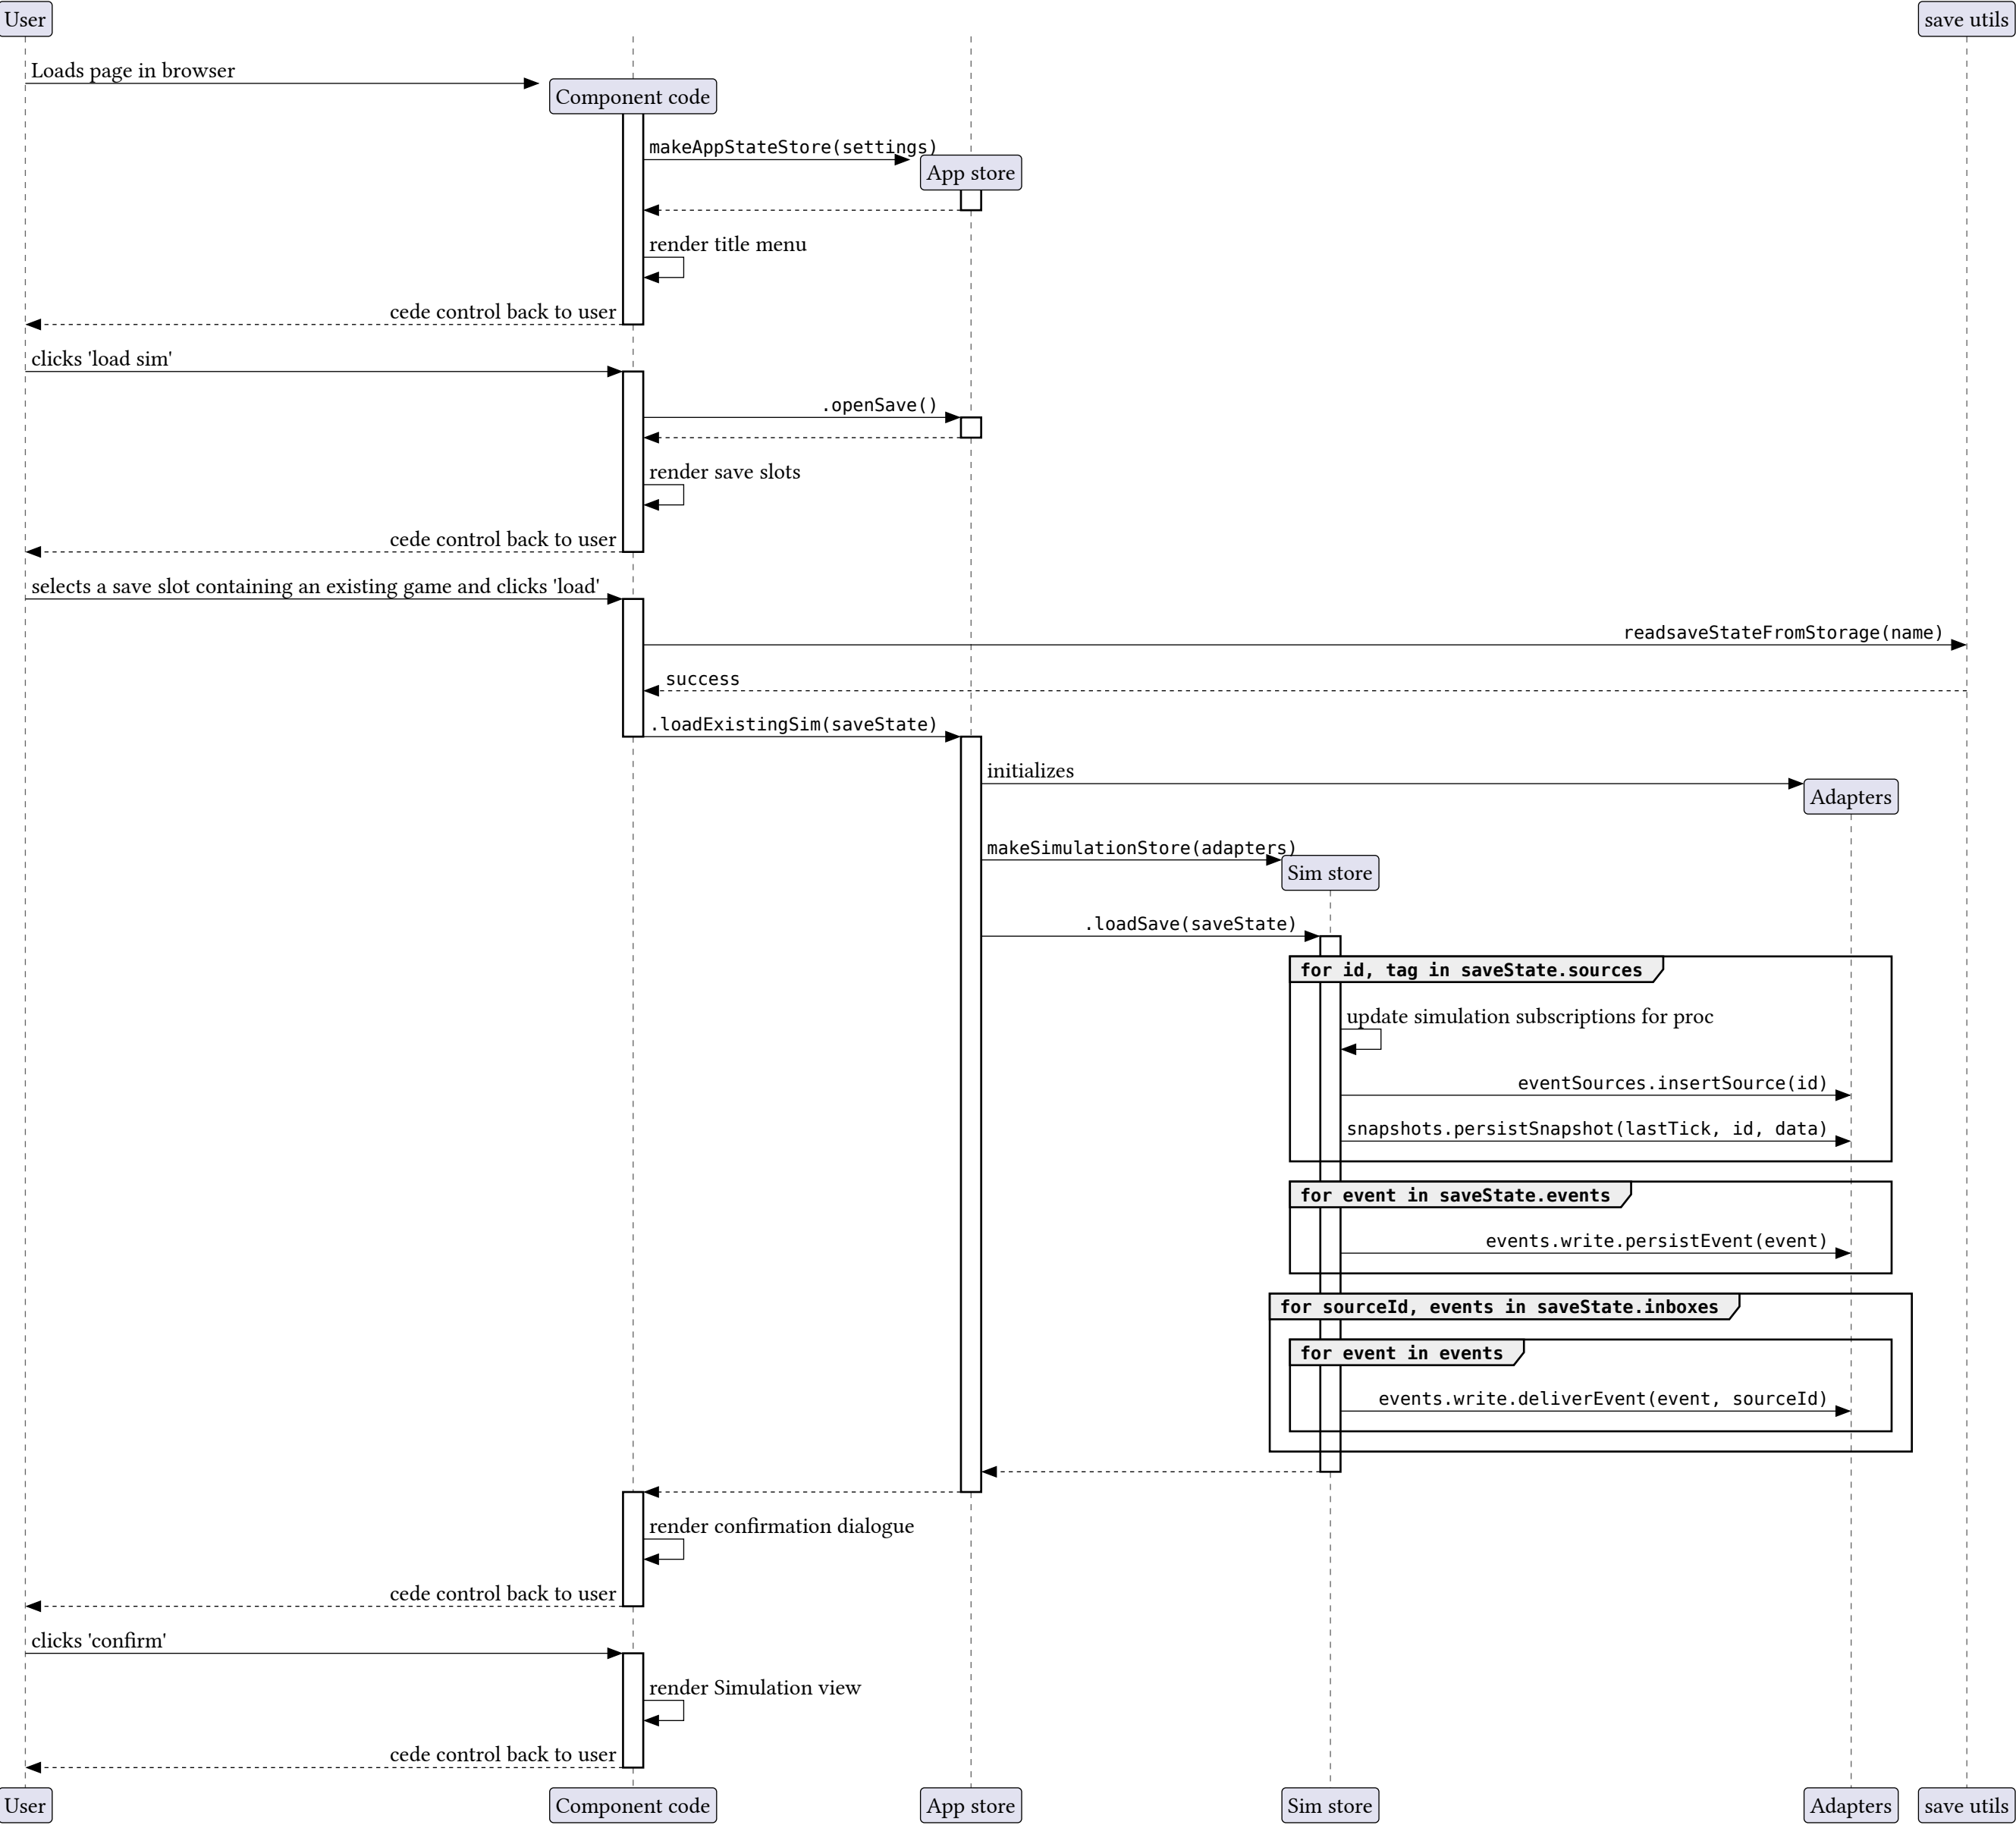 User
save utils
Loads page in browser
Component code
makeAppStateStore(settings)
App store
render title menu
cede control back to user
clicks 'load sim'
.openSave()
render save slots
cede control back to user
selects a save slot containing an existing game and clicks 'load'
readsaveStateFromStorage(name)
success
.loadExistingSim(saveState)
initializes
Adapters
makeSimulationStore(adapters)
Sim store
.loadSave(saveState)
for id, tag in saveState.sources
update simulation subscriptions for proc
eventSources.insertSource(id)
snapshots.persistSnapshot(lastTick, id, data)
for event in saveState.events
events.write.persistEvent(event)
for sourceId, events in saveState.inboxes
for event in events
events.write.deliverEvent(event, sourceId)
render confirmation dialogue
cede control back to user
clicks 'confirm'
render Simulation view
cede control back to user
User
Component code
App store
Sim store
Adapters
save utils